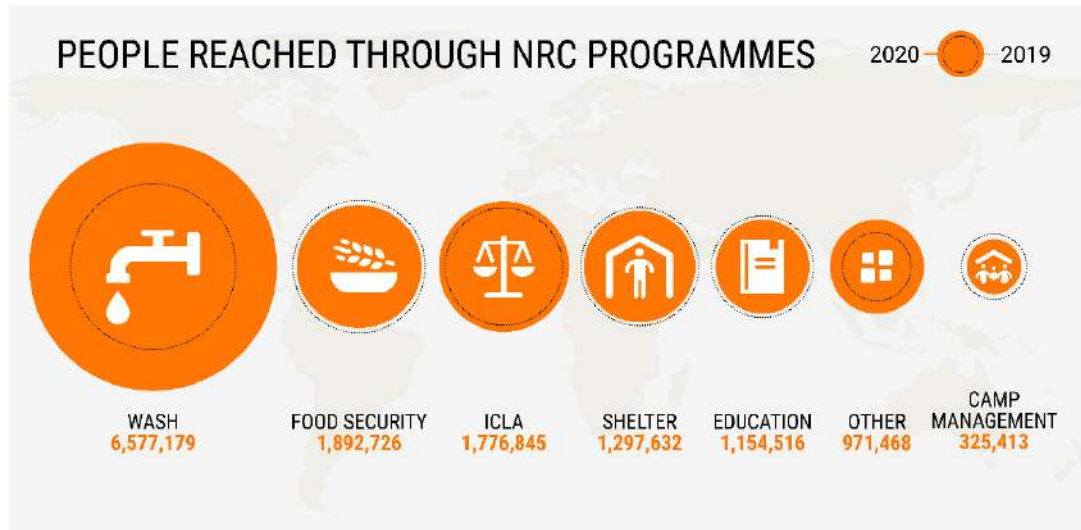 PEOPLE REACHED THROUGH NRC PROGRAMMES
2020
2019
WASH
6,577,179
FOOD SECURITY
1,892,726
ICLA
1,776,845
SHELTER
1,297,632
EDUCATION
1,154,516
OTHER
971,468
CAMP
MANAGEMENT
325,413